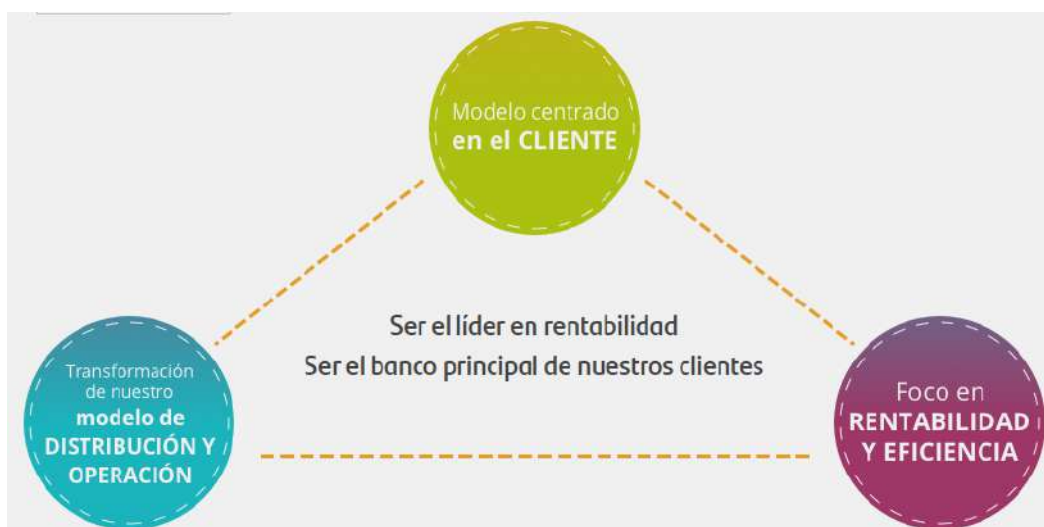 Modelo centrado
en el CLIENTE
Ser el líder en rentabilidad
Ser el banco principal de nuestros clientes
Transformación
de nuestro
modelo de
DISTRIBUCIÓN Y
OPERACIÓN
Foco en
RENTABILIDAD
Y EFICIENCIA